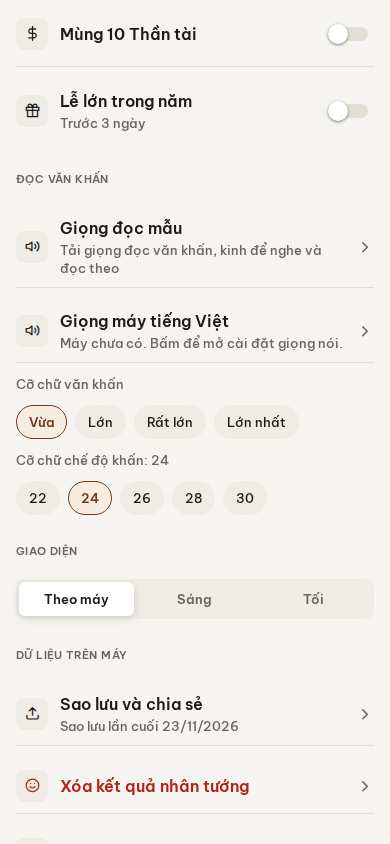 Mùng 10 Thần tài
Lễ lớn trong năm
Trước 3 ngày
ĐỌC VĂN KHẤN
Giọng đọc mẫu
Tải giọng đọc văn khấn, kinh để nghe và
đọc theo
Giọng máy tiếng Việt
Máy chưa có. Bấm để mở cài đặt giọng nói.
Cỡ chữ văn khấn
Vừa
Lớn
Rất lớn
Lớn nhất
Cỡ chữ chế độ khấn: 24
22
24
26
28
30
GIAO DIỆN
Theo máy
Sáng
Tối
DỮ LIỆU TRÊN MÁY
Sao lưu và chia sẻ
Sao lưu lần cuối 23/11/2026
Xóa kết quả nhân tướng